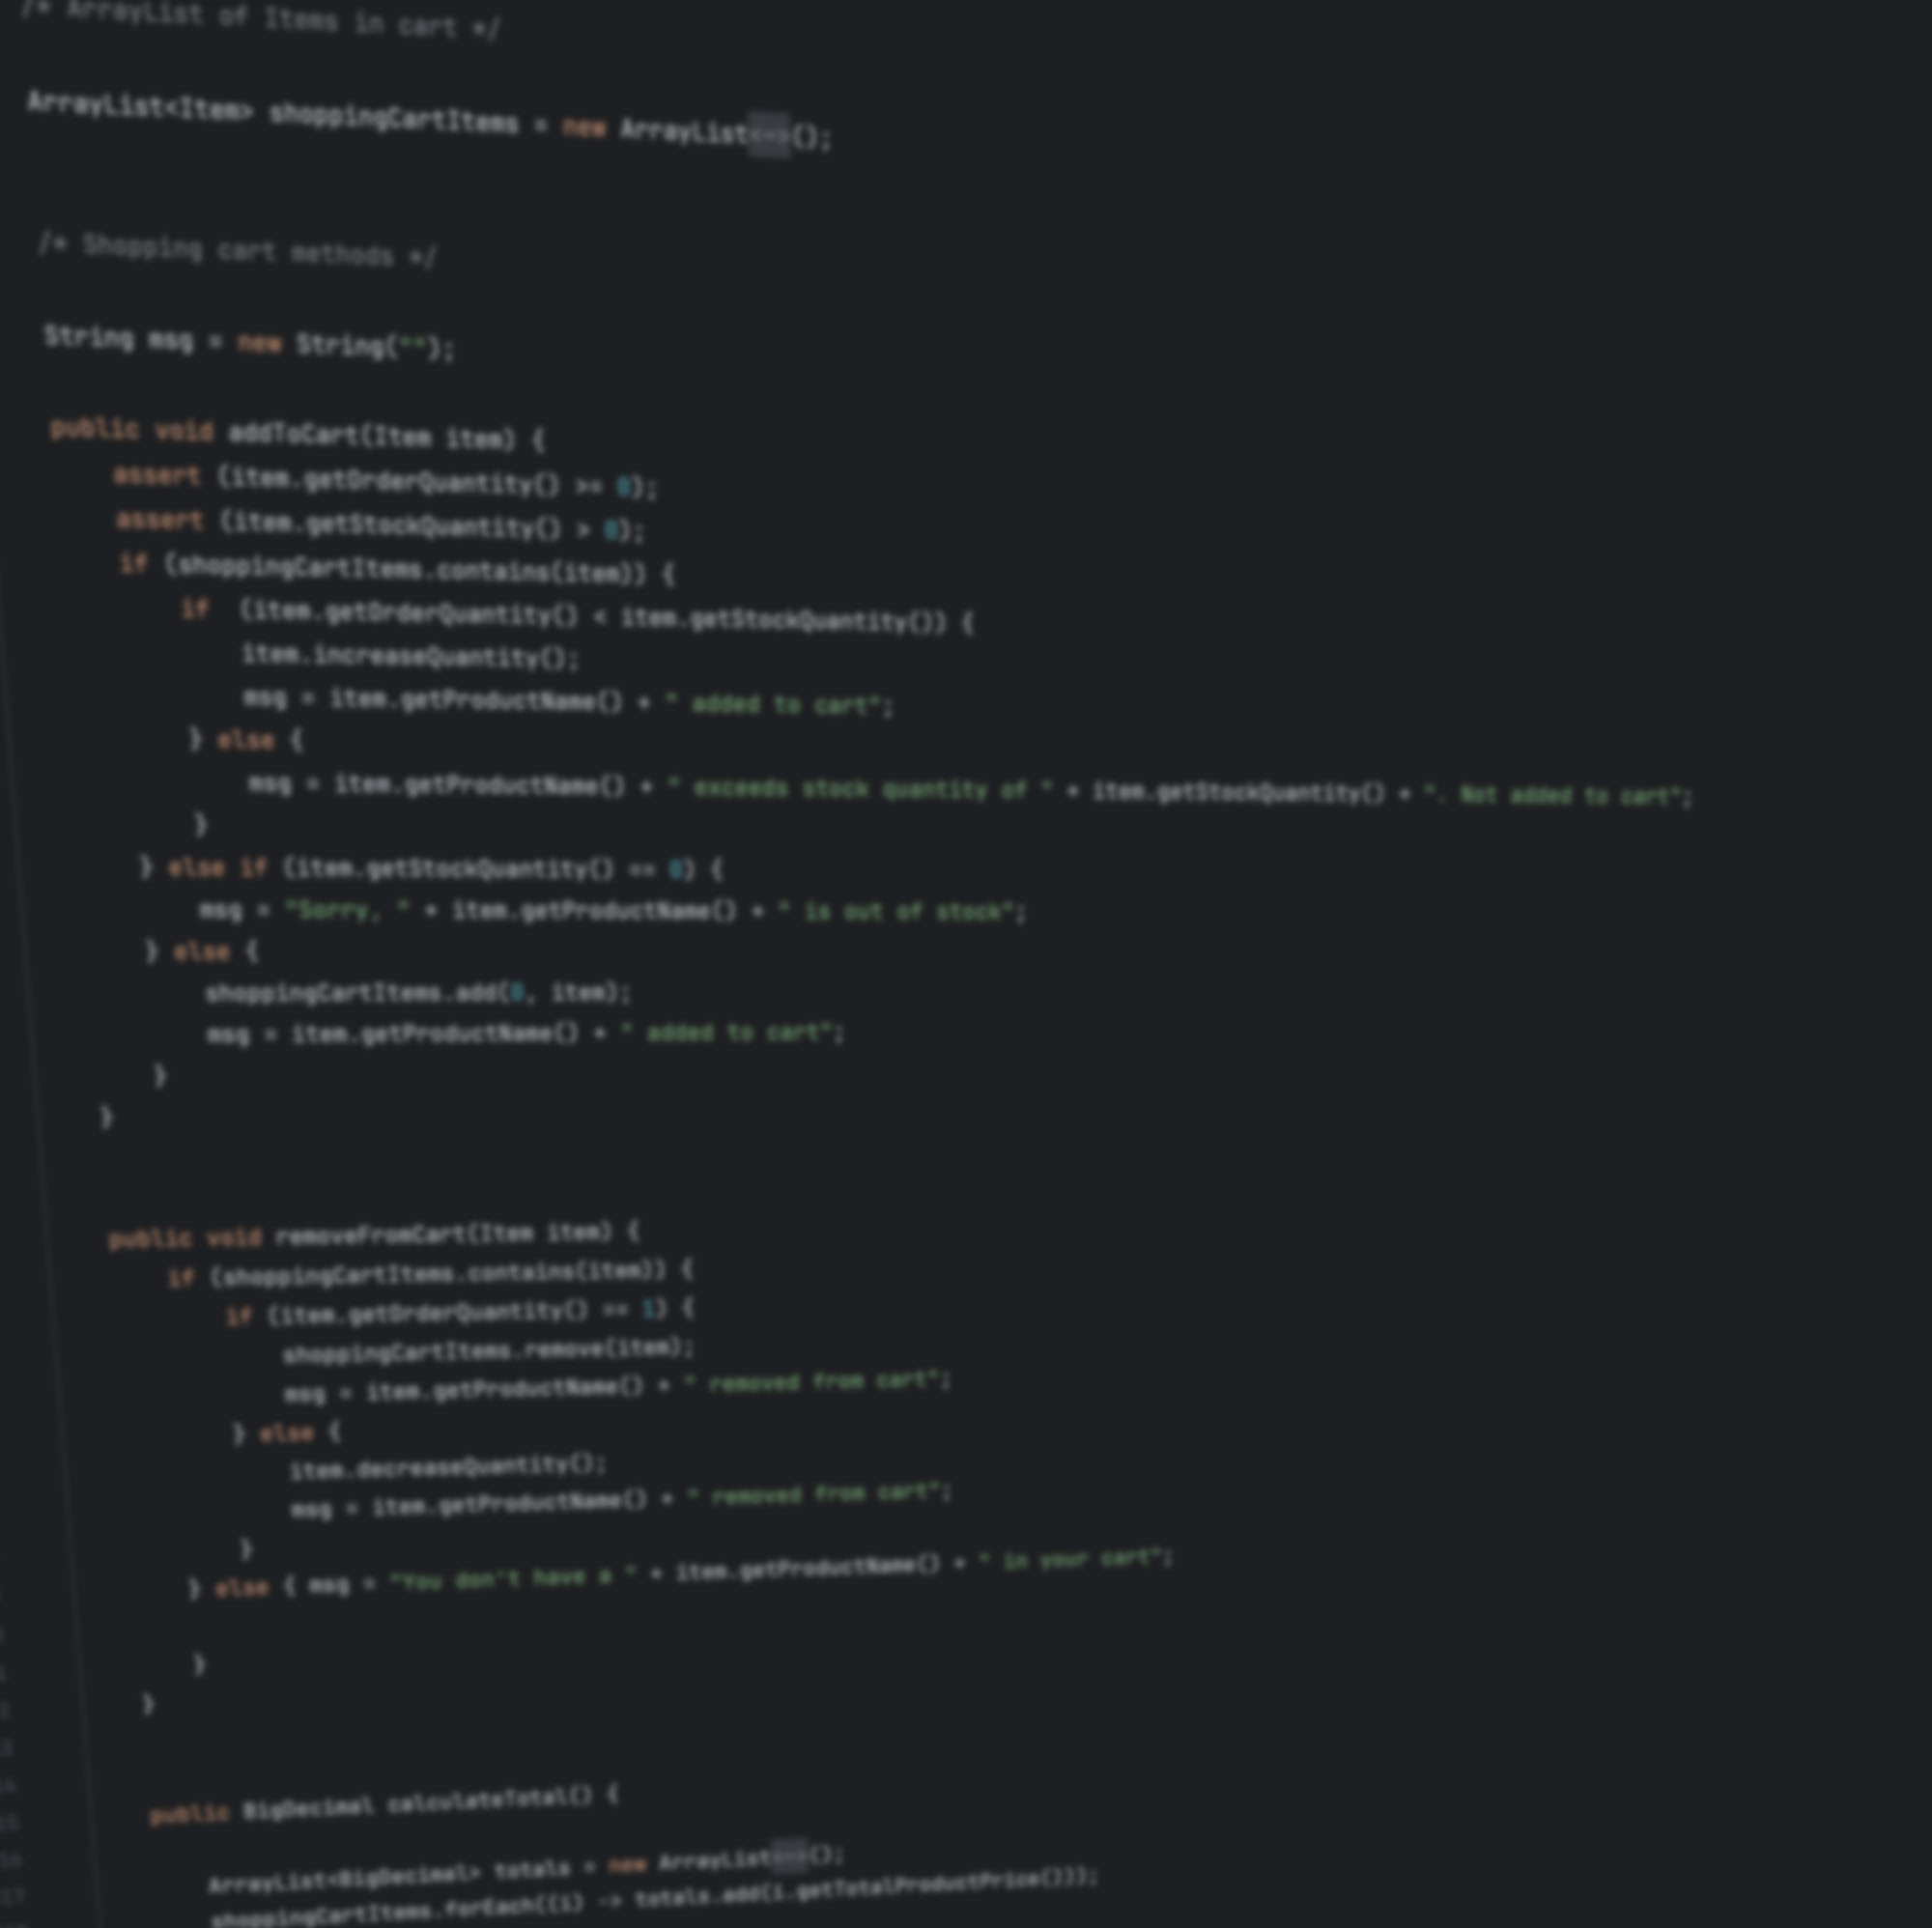 /* ArrayList of Items in cart */
ArrayList<Item> shoppingCartItems = new ArrayList<~>();
/* Shopping cart methods */
String msg = new String("");
public void addToCart(Item item) {
assert (item.getOrderQuantity() >= 0);
assert (item.getStockQuantity() > 0);
if (shoppingCartItems.contains(item)) {
if  (item.getOrderQuantity() < item.getStockQuantity()) {
item.increaseQuantity();
msg = item.getProductName() + " added to cart";
} else {
msg = item.getProductName() + " exceeds stock quantity of " + item.getStockQuantity() + ". Not added to cart";
}
} else if (item.getStockQuantity() == 0) {
msg = "Sorry, " + item.getProductName() + " is out of stock";
} else {
shoppingCartItems.add(0, item);
msg = item.getProductName() + " added to cart";
}
}
public void removeFromCart(Item item) {
if (shoppingCartItems.contains(item)) {
if (item.getOrderQuantity() == 1) {
shoppingCartItems.remove(item);
msg = item.getProductName() + " removed from cart";
} else {
item.decreaseQuantity();
msg = item.getProductName() + " removed from cart";
}
} else { msg = "You don't have a " + item.getProductName() + " in your cart";
}
}
public BigDecimal calculateTotal() {
ArrayList<BigDecimal> totals = new ArrayList<~>();
shoppingCartItems.forEach((i) -> totals.add(i.getTotalProductPrice()));